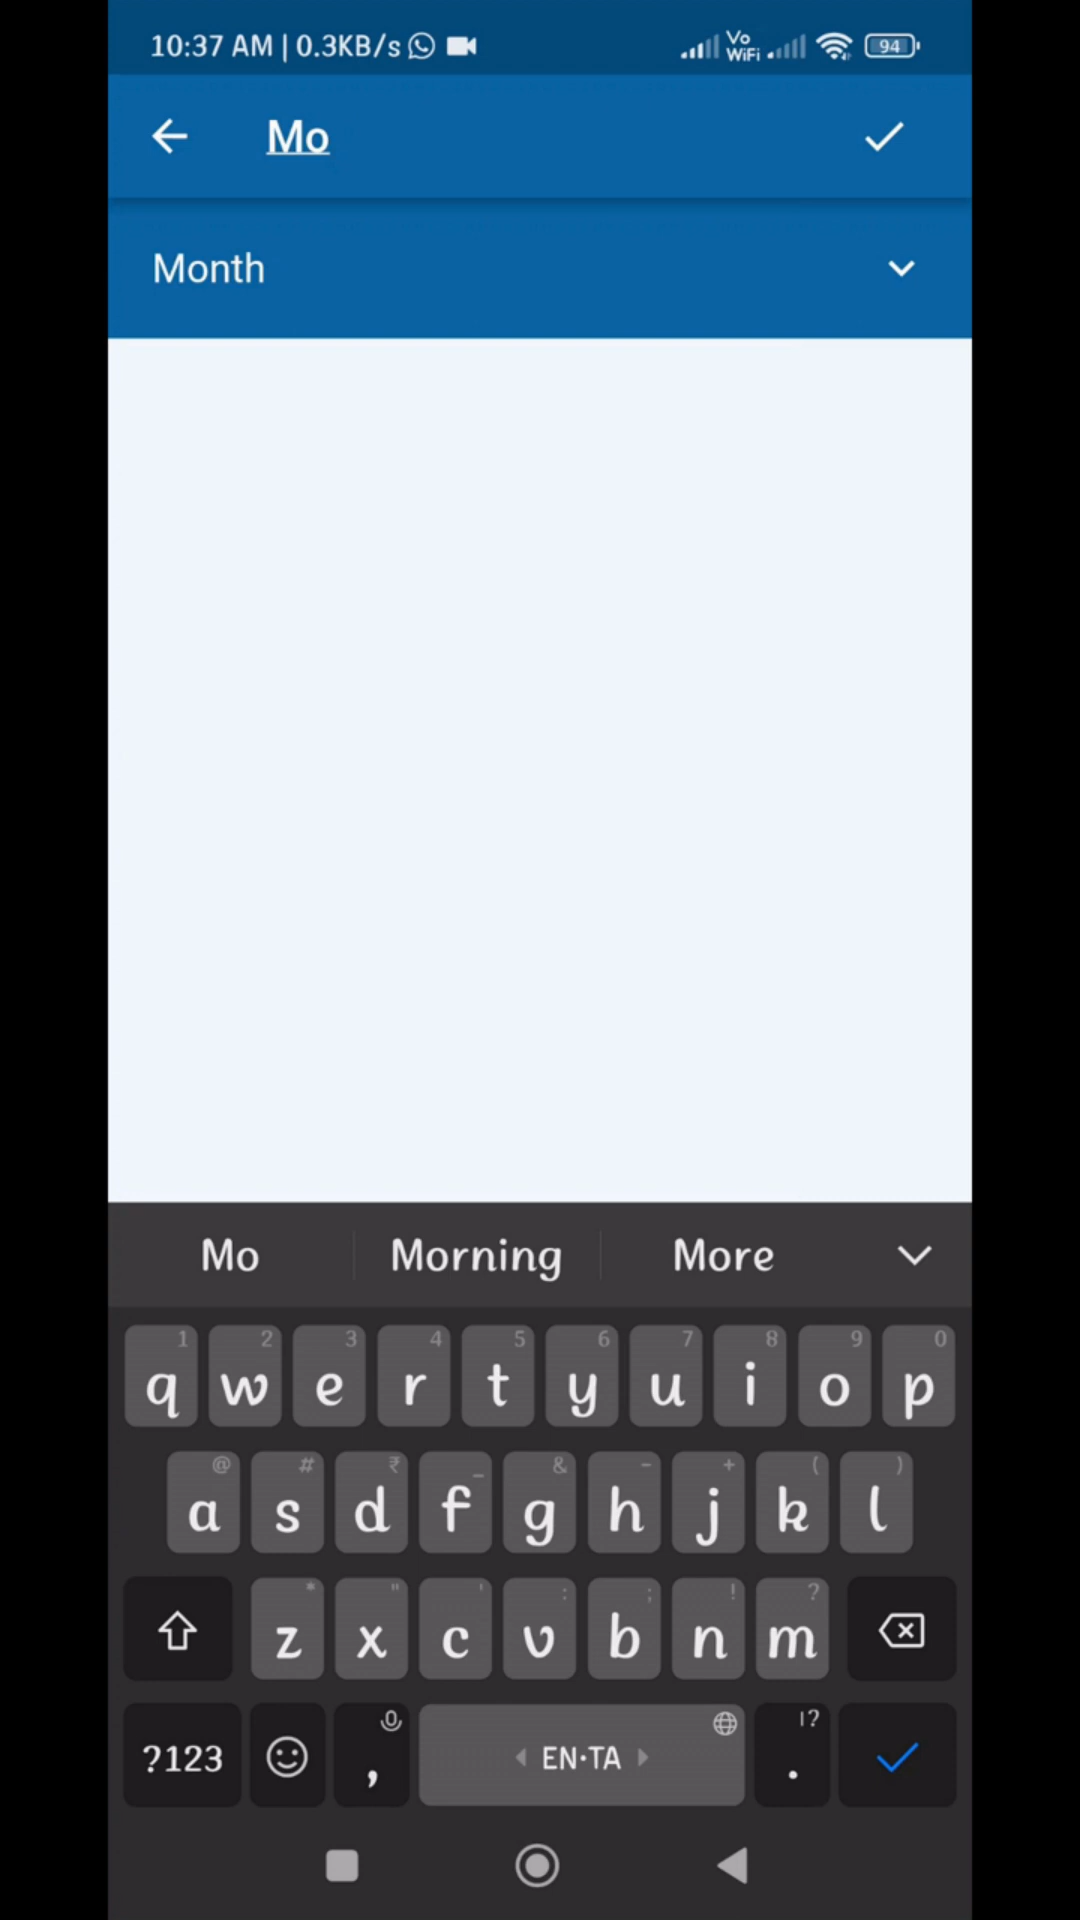 10:37 AM | 0.3KB/s Vo WiFi 94
Mo
Month
Mo Morning More
1 2 3 4 5 6 7 8 9 0
q w e r t y u i o p
@ # ₹ _ & - + ( )
a s d f g h j k l
* " ' : ; ! ?
z x c v b n m
!?
?123 , EN•TA .